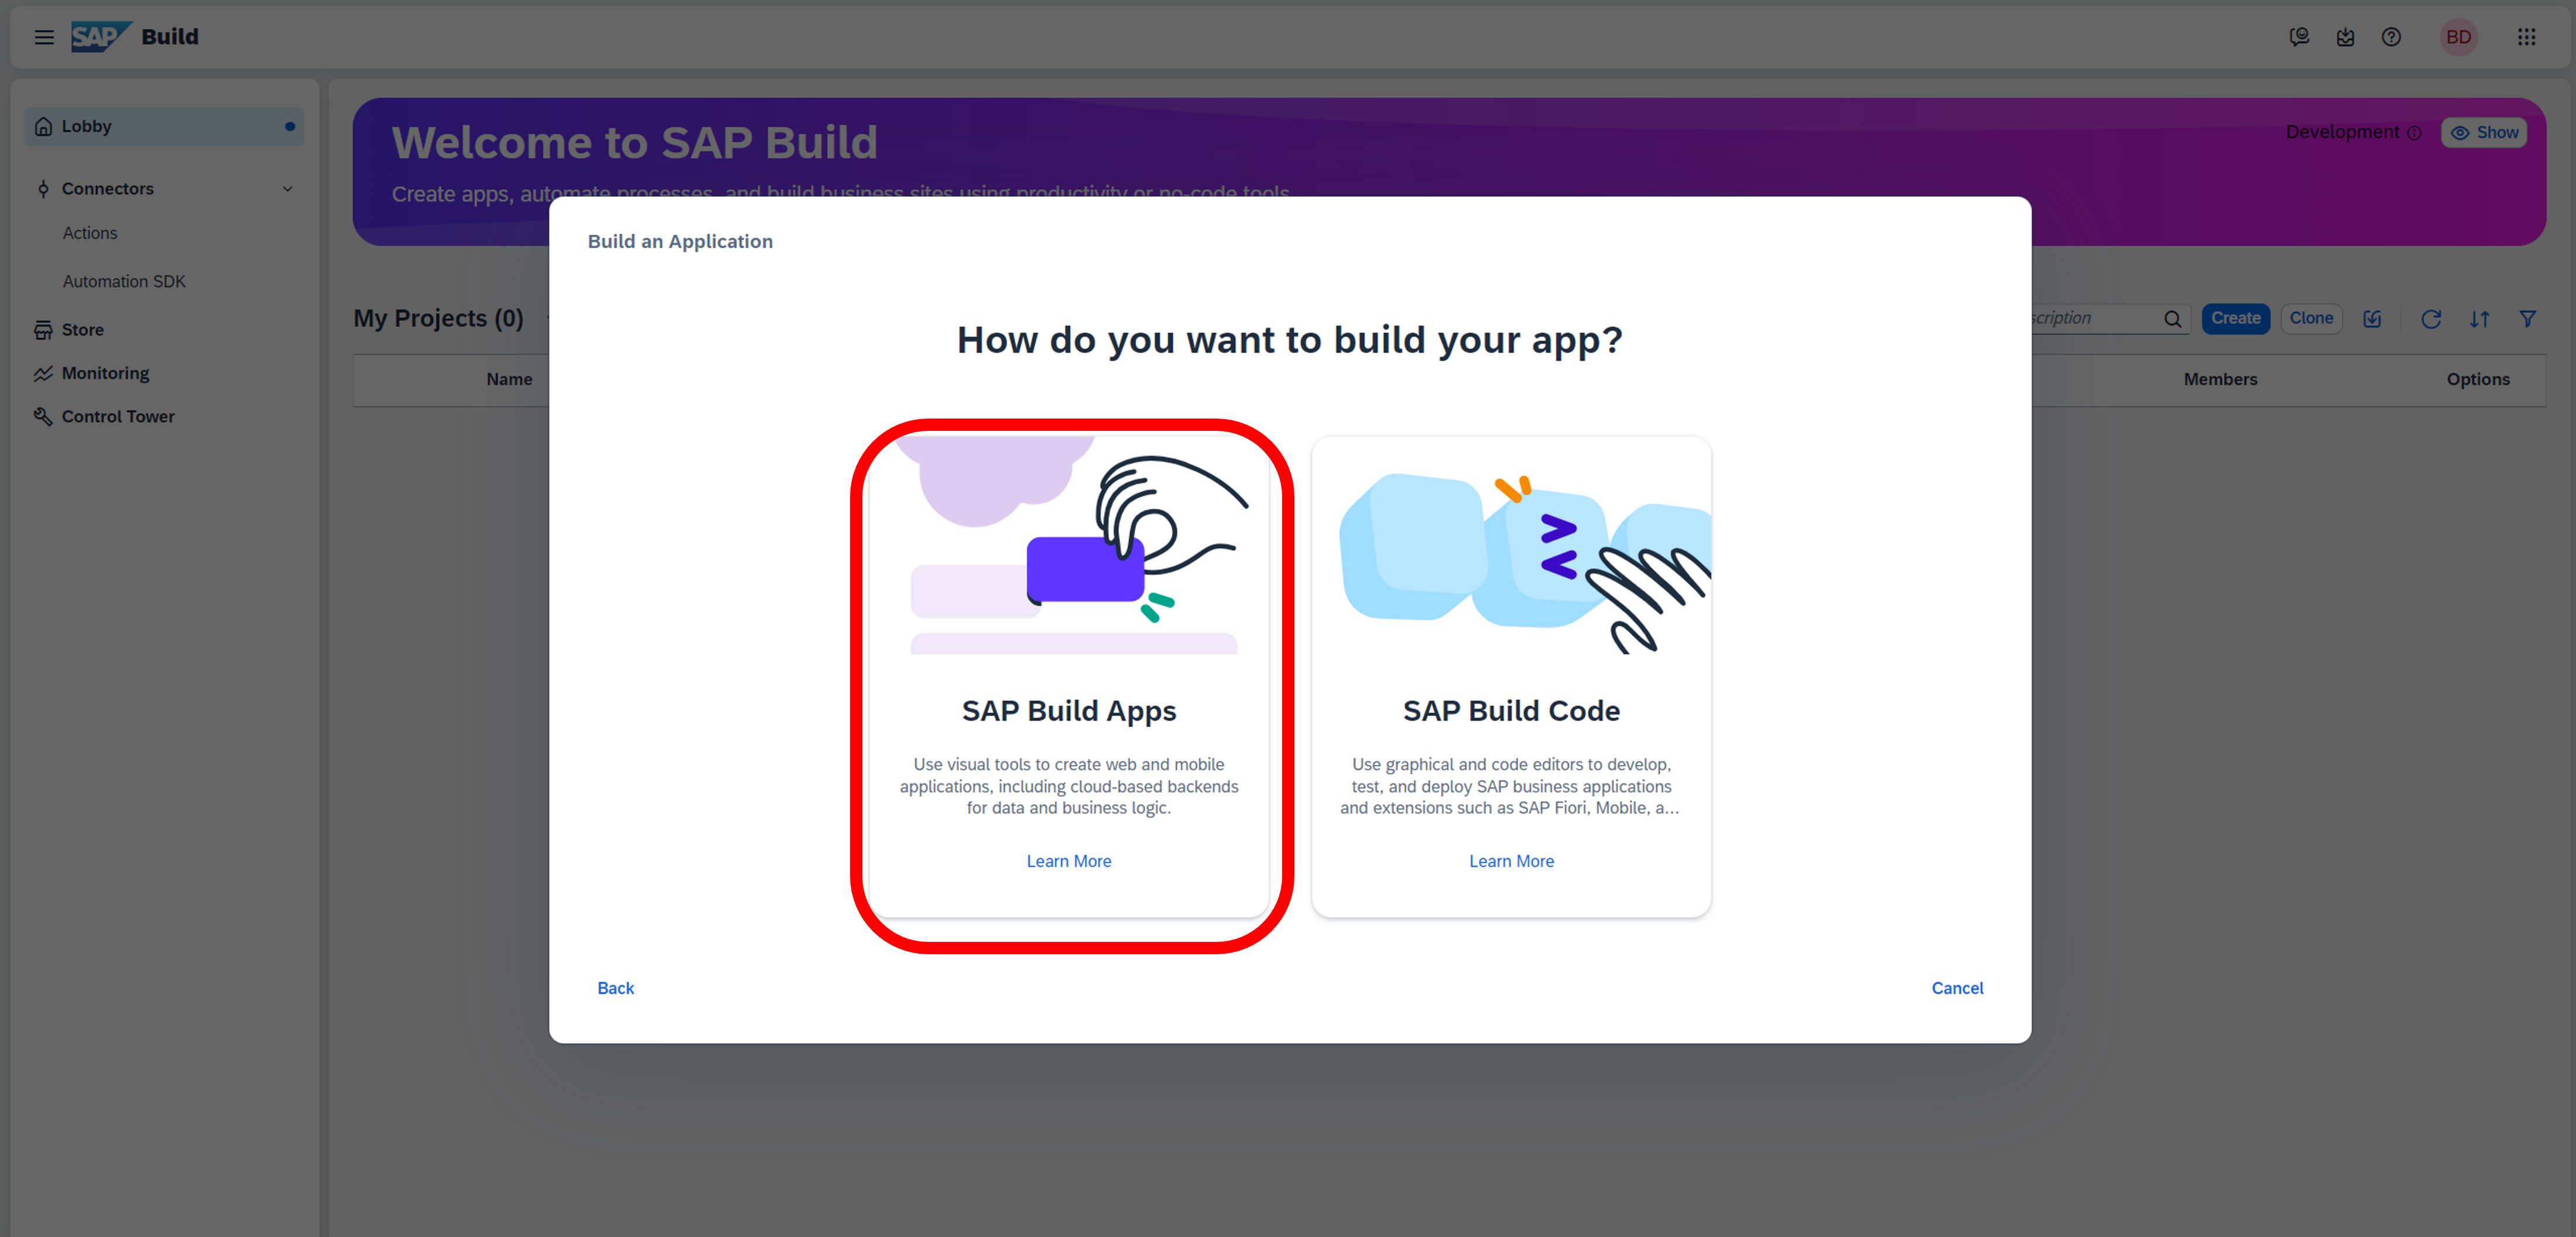 SAP Build
BD
Lobby
Connectors
Actions
Automation SDK
Store
Monitoring
Control Tower
Welcome to SAP Build
Create apps, automate processes, and build business sites using productivity or no-code tools
Development
Show
My Projects (0)
scription
Create
Clone
Name
Members
Options
Build an Application
How do you want to build your app?
SAP Build Apps
Use visual tools to create web and mobile
applications, including cloud-based backends
for data and business logic.
Learn More
SAP Build Code
Use graphical and code editors to develop,
test, and deploy SAP business applications
and extensions such as SAP Fiori, Mobile, a...
Learn More
Back
Cancel